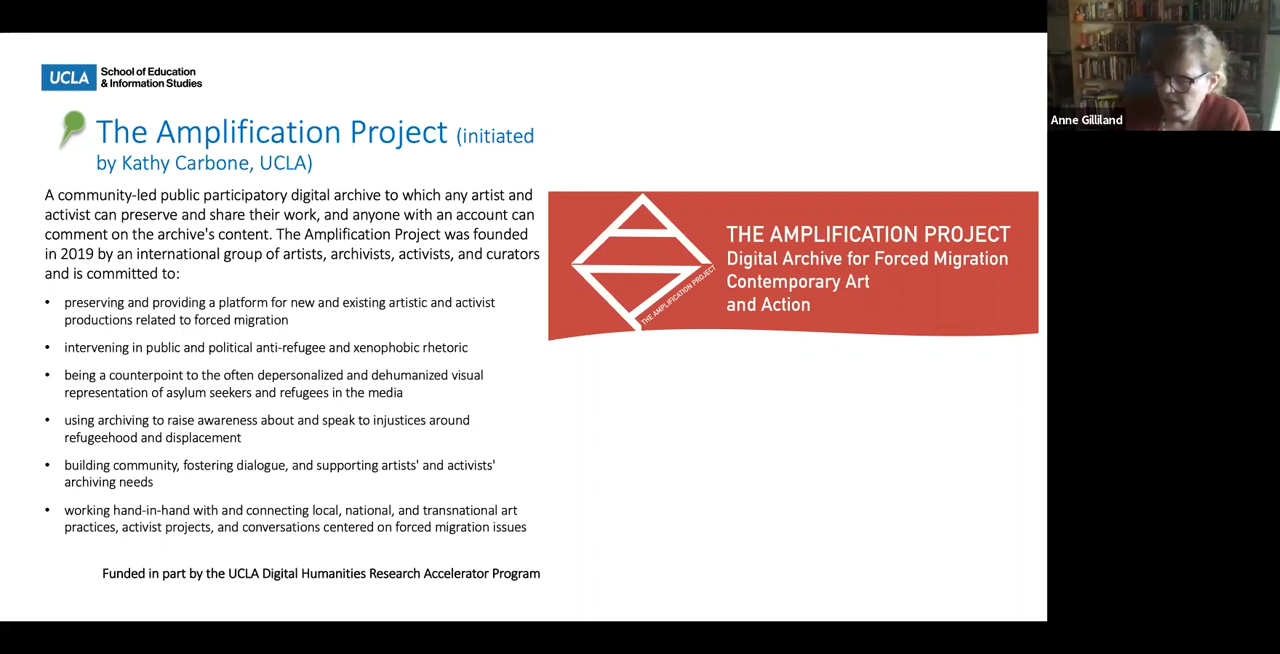 UCLA School of Education
& Information Studies
The Amplification Project (initiated
by Kathy Carbone, UCLA)
A community-led public participatory digital archive to which any artist and
activist can preserve and share their work, and anyone with an account can
comment on the archive's content. The Amplification Project was founded
in 2019 by an international group of artists, archivists, activists, and curators
and is committed to:
• preserving and providing a platform for new and existing artistic and activist
productions related to forced migration
• intervening in public and political anti-refugee and xenophobic rhetoric
• being a counterpoint to the often depersonalized and dehumanized visual
representation of asylum seekers and refugees in the media
• using archiving to raise awareness about and speak to injustices around
refugeehood and displacement
• building community, fostering dialogue, and supporting artists' and activists'
archiving needs
• working hand-in-hand with and connecting local, national, and transnational art
practices, activist projects, and conversations centered on forced migration issues
Funded in part by the UCLA Digital Humanities Research Accelerator Program
THE AMPLIFICATION PROJECT
THE AMPLIFICATION PROJECT
Digital Archive for Forced Migration
Contemporary Art
and Action
Anne Gilliland